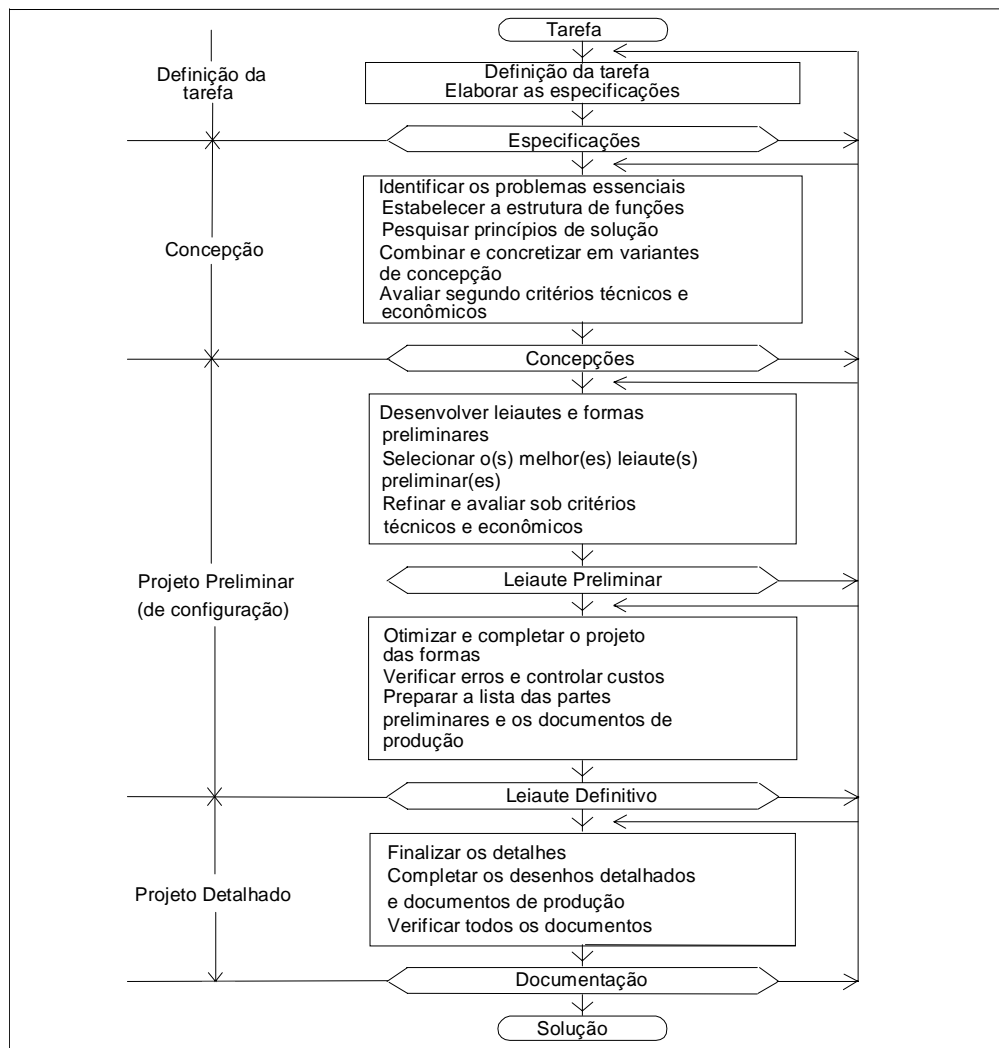 Tarefa
Definição da
tarefa
Definição da tarefa
Elaborar as especificações
Especificações
Concepção
Identificar os problemas essenciais
Estabelecer a estrutura de funções
Pesquisar princípios de solução
Combinar e concretizar em variantes
de concepção
Avaliar segundo critérios técnicos e
econômicos
Concepções
Projeto Preliminar
(de configuração)
Desenvolver leiautes e formas
preliminares
Selecionar o(s) melhor(es) leiaute(s)
preliminar(es)
Refinar e avaliar sob critérios
técnicos e econômicos
Leiaute Preliminar
Otimizar e completar o projeto
das formas
Verificar erros e controlar custos
Preparar a lista das partes
preliminares e os documentos de
produção
Leiaute Definitivo
Projeto Detalhado
Finalizar os detalhes
Completar os desenhos detalhados
e documentos de produção
Verificar todos os documentos
Documentação
Solução